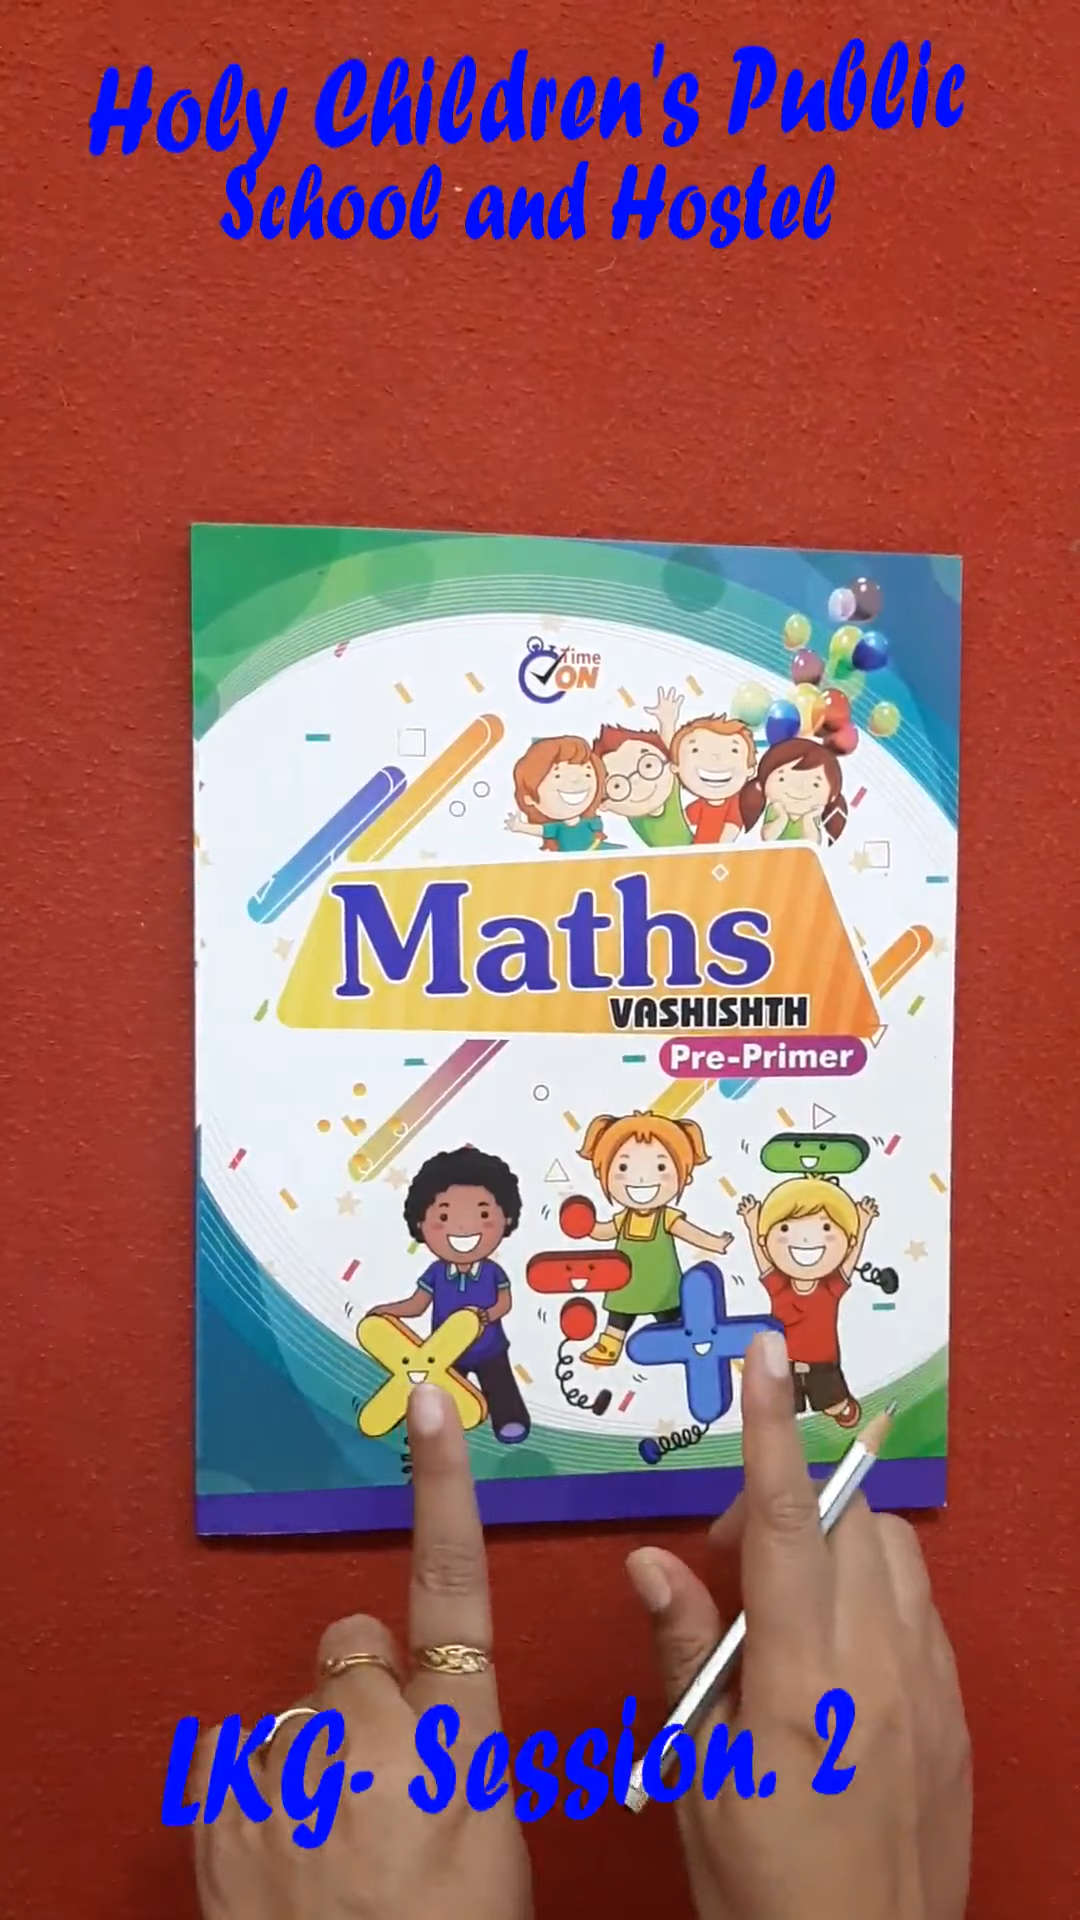 Holy Children's Public
School and Hostel
Time
ON
Maths
VASHISHTH
Pre-Primer
LKG- Session. 2